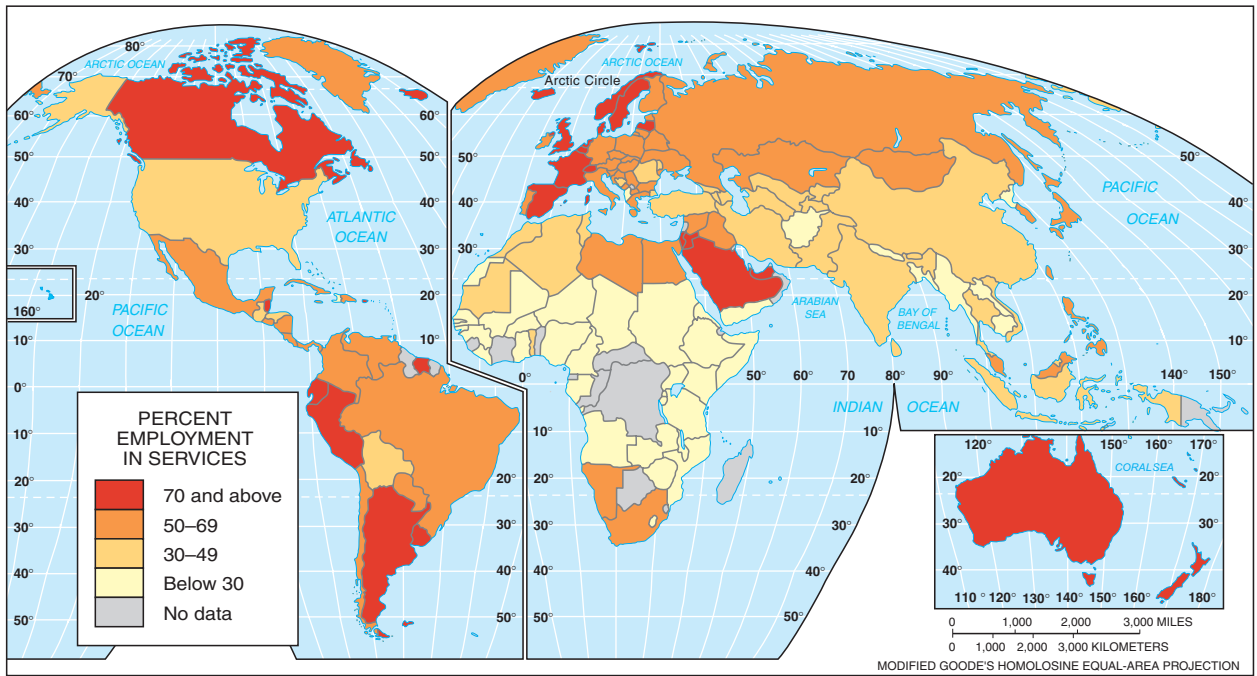 80°
ARCTIC OCEAN
70°
60°
50°
40°
30°
20°
160°
10°
0°
10°
20°
30°
40°
50°
60°
50°
40°
30°
20°
10°
ATLANTIC
OCEAN
PACIFIC
OCEAN
20°
30°
40°
50°
ARCTIC OCEAN
Arctic Circle
50°
40°
30°
0°
10°
20°
30°
40°
50°
50°
60°
70
80°
90°
140°
150°
ARABIAN
SEA
BAY OF
BENGAL
INDIAN
OCEAN
PACIFIC
OCEAN
50°
40°
30°
20°
10°
10°
20°
30°
40°
50°
PERCENT
EMPLOYMENT
IN SERVICES
70 and above
50–69
30–49
Below 30
No data
120°
150°
160°
170°
CORALSEA
20°
30°
40°
20°
30°
110 °
120°
130°
140°
150°
160°
180°
0 1,000 2,000 3,000 MILES
0 1,000 2,000 3,000 KILOMETERS
MODIFIED GOODE'S HOMOLOSINE EQUAL-AREA PROJECTION